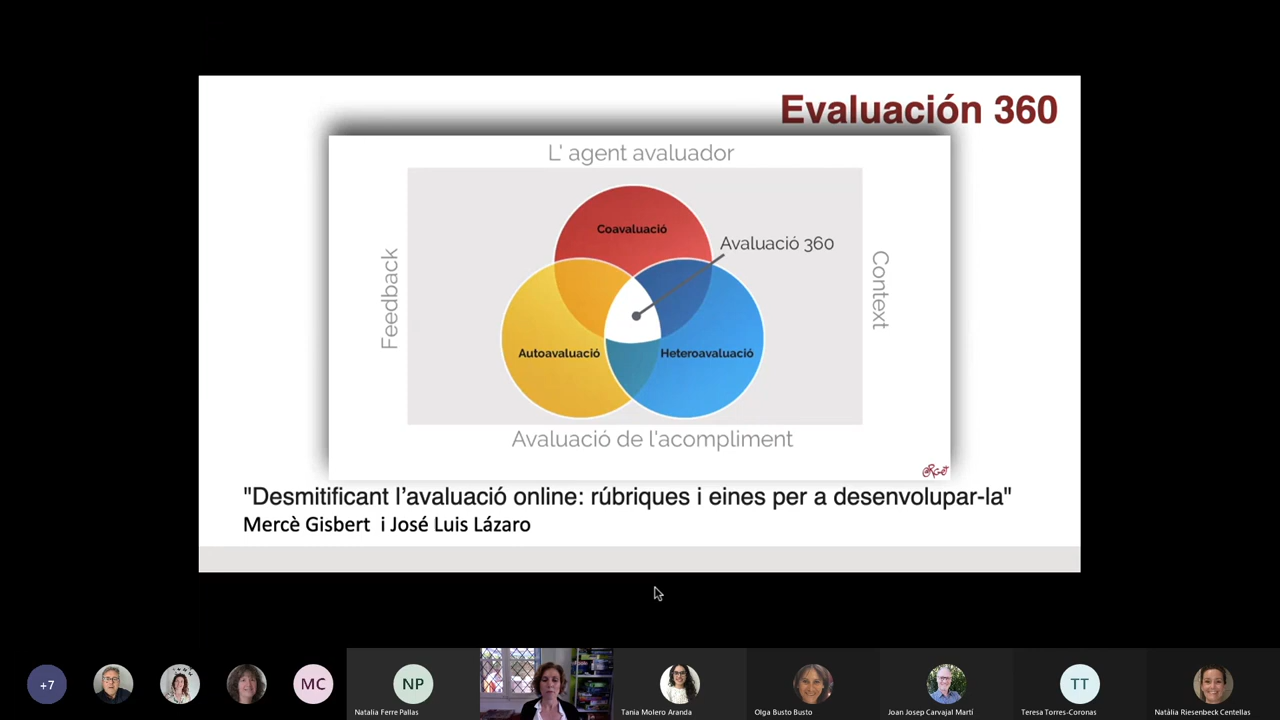 Evaluación 360
L' agent avaluador
Coavaluació
Avaluació 360
Feedback
Context
Autoavaluació
Heteroavaluació
Avaluació de l'acompliment
"Desmitificant l'avaluació online: rúbriques i eines per a desenvolupar-la"
Mercè Gisbert i José Luis Lázaro
+7
MC
NP
TT
Natalia Ferre Pallas
Tania Molero Aranda
Olga Busto Busto
Joan Josep Carvajal Martí
Teresa Torres-Coronas
Natàlia Riesenbeck Centellas